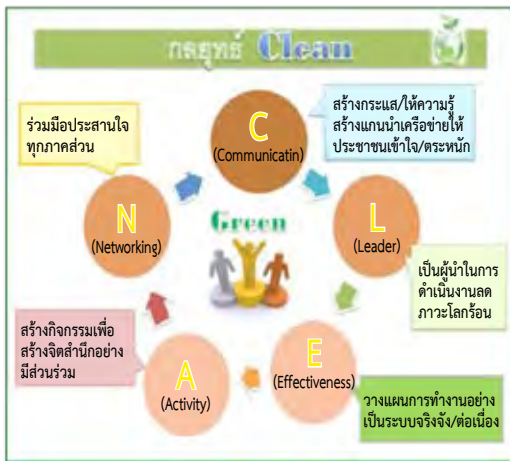 กลยุทธ์ Clean
C
(Communicatin)
สร้างกระแส/ให้ความรู้
สร้างแกนนำเครือข่ายให้
ประชาชนเข้าใจ/ตระหนัก
L
(Leader)
เป็นผู้นำในการ
ดำเนินงานลด
ภาวะโลกร้อน
E
(Effectiveness)
วางแผนการทำงานอย่าง
เป็นระบบจริงจัง/ต่อเนื่อง
A
(Activity)
สร้างกิจกรรมเพื่อ
สร้างจิตสำนึกอย่าง
มีส่วนร่วม
N
(Networking)
ร่วมมือประสานใจ
ทุกภาคส่วน
Green